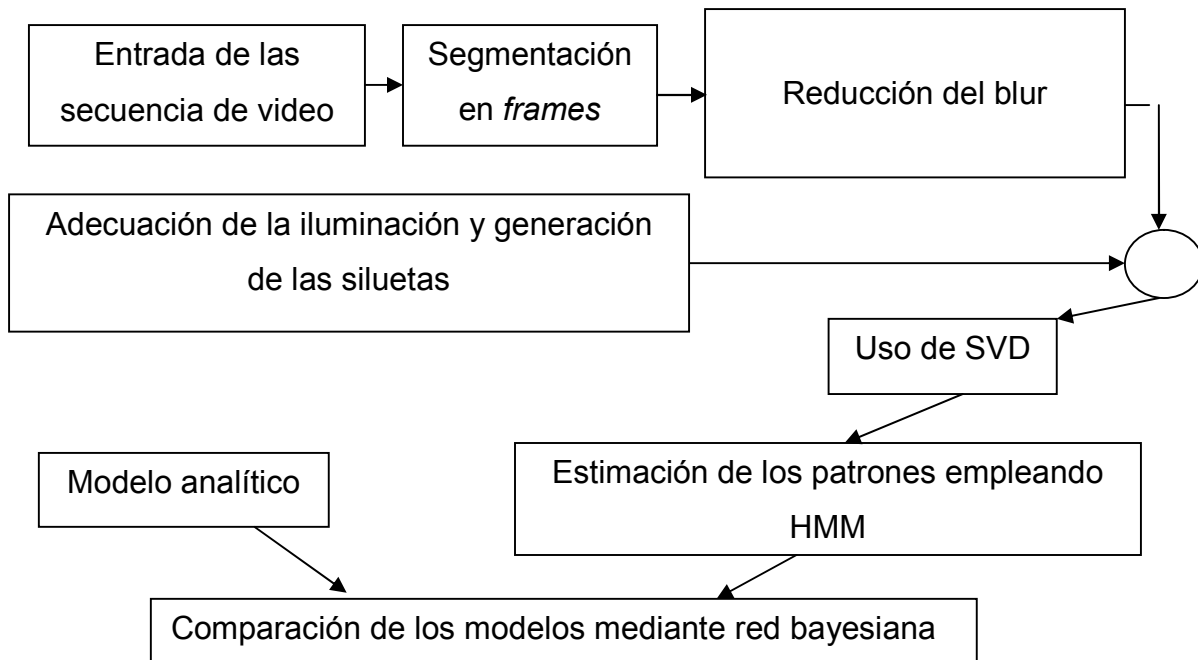 Entrada de las
secuencia de video
Segmentación
en frames
Reducción del blur
Adecuación de la iluminación y generación
de las siluetas
Uso de SVD
Modelo analítico
Estimación de los patrones empleando
HMM
Comparación de los modelos mediante red bayesiana